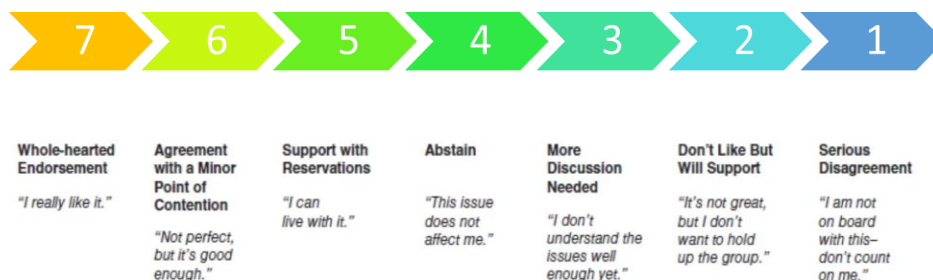 7 6 5 4 3 2 1
Whole-hearted
Endorsement
"I really like it."
Agreement
with a Minor
Point of
Contention
"Not perfect,
but it's good
enough."
Support with
Reservations
"I can
live with it."
Abstain
"This issue
does not
affect me."
More
Discussion
Needed
"I don't
understand the
issues well
enough yet."
Don't Like But
Will Support
"It's not great,
but I don't
want to hold
up the group."
Serious
Disagreement
"I am not
on board
with this–
don't count
on me."